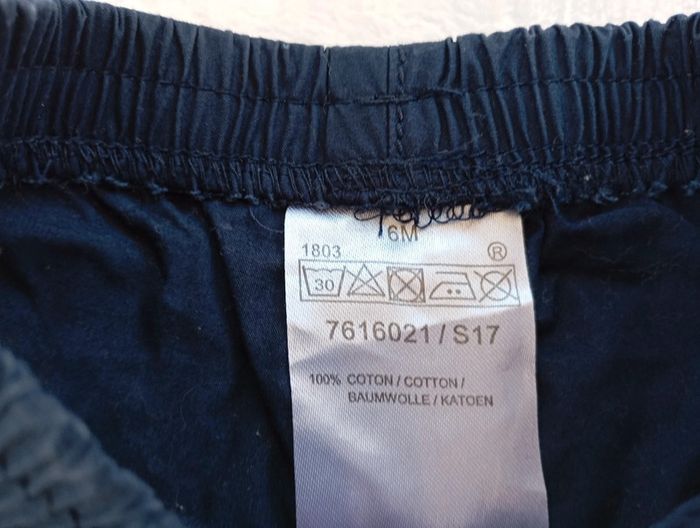 6M
1803
®
30
7616021 / S17
100% COTON / COTTON /
BAUMWOLLE / KATOEN